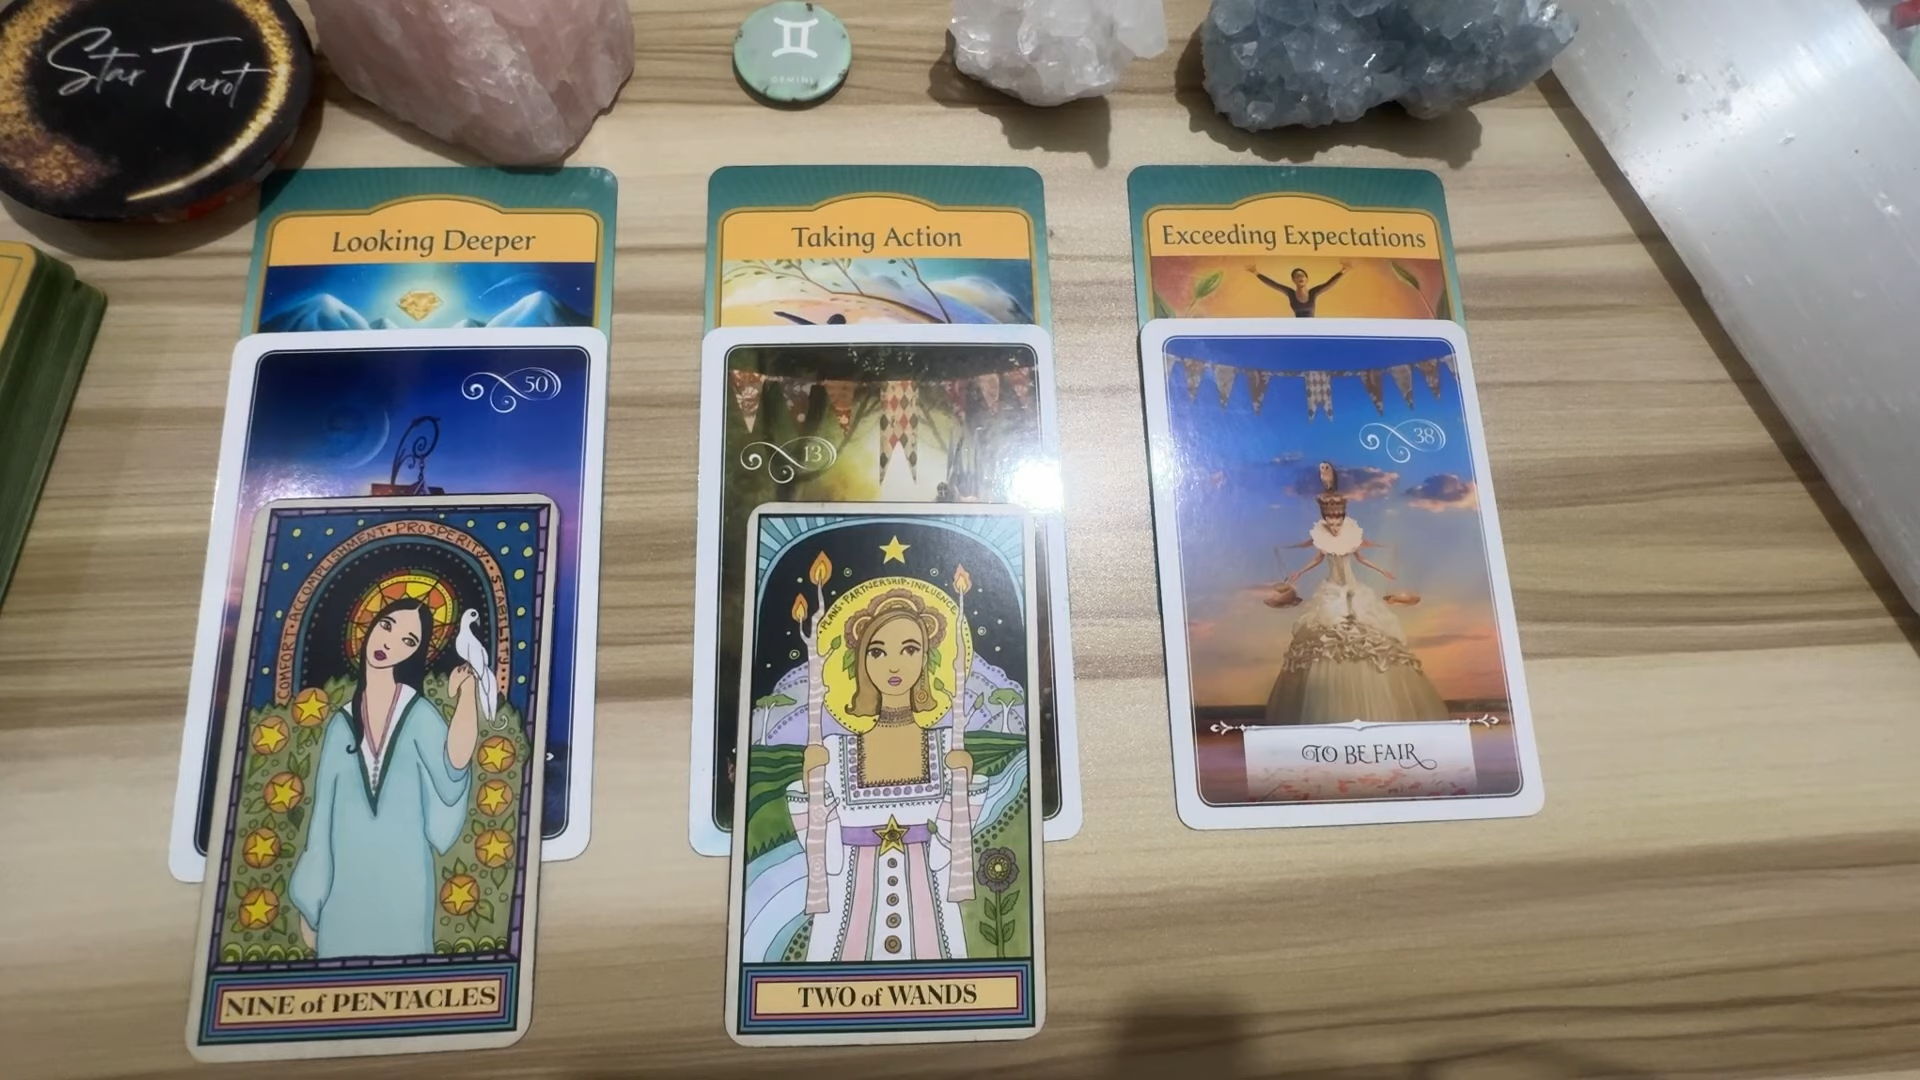 Star Tarot
GEMINI
Looking Deeper
Taking Action
Exceeding Expectations
50
13
38
COMFORT · ACCOMPLISHMENT · PROSPERITY · STABILITY
PLANS · PARTNERSHIP · INFLUENCE
TO BE FAIR
NINE of PENTACLES
TWO of WANDS